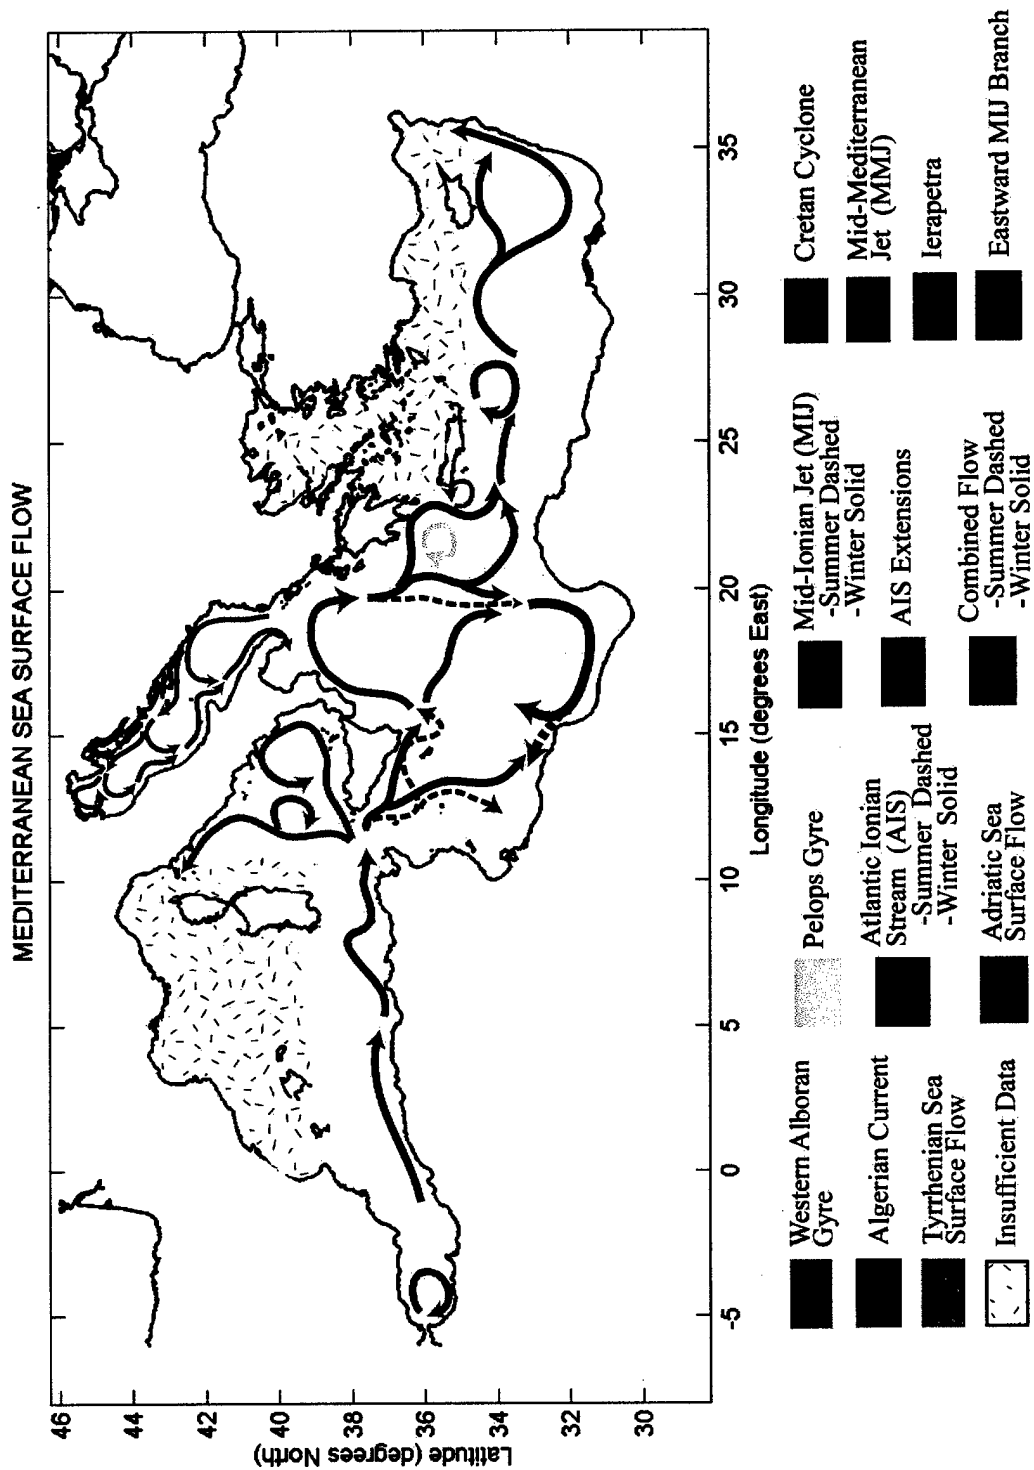 MEDITERRANEAN SEA SURFACE FLOW
Latitude (degrees North)
46
44
42
40
38
36
34
32
30
-5
0
5
10
15
20
25
30
35
Longitude (degrees East)
Western Alboran
Gyre
Algerian Current
Tyrrhenian Sea
Surface Flow
Insufficient Data
Pelops Gyre
Atlantic Ionian
Stream (AIS)
-Summer Dashed
-Winter Solid
Adriatic Sea
Surface Flow
Mid-Ionian Jet (MIJ)
-Summer Dashed
-Winter Solid
AIS Extensions
Combined Flow
-Summer Dashed
-Winter Solid
Cretan Cyclone
Mid-Mediterranean
Jet (MMJ)
Ierapetra
Eastward MIJ Branch